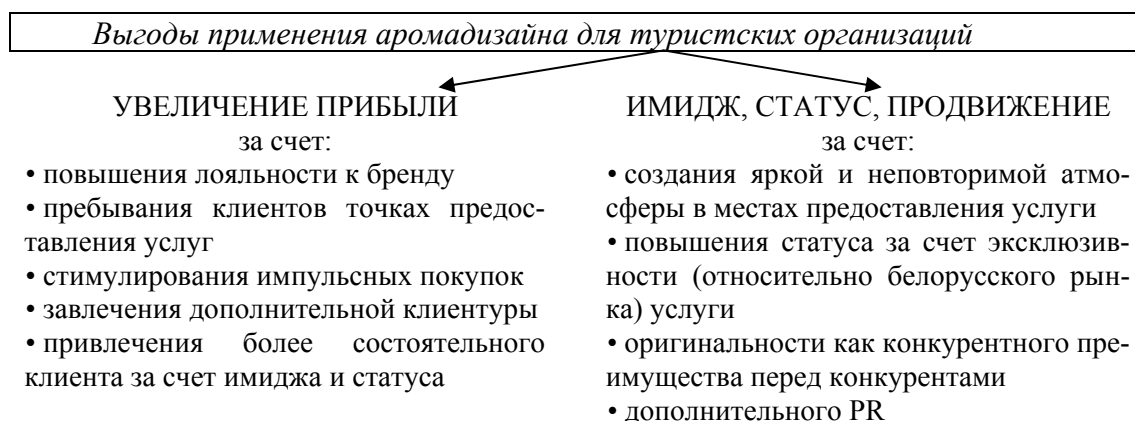 Выгоды применения аромадизайна для туристских организаций
УВЕЛИЧЕНИЕ ПРИБЫЛИ
за счет:
• повышения лояльности к бренду
• пребывания клиентов точках предос-
тавления услуг
• стимулирования импульсных покупок
• завлечения дополнительной клиентуры
• привлечения более состоятельного
клиента за счет имиджа и статуса
ИМИДЖ, СТАТУС, ПРОДВИЖЕНИЕ
за счет:
• создания яркой и неповторимой атмо-
сферы в местах предоставления услуги
• повышения статуса за счет эксклюзив-
ности (относительно белорусского рын-
ка) услуги
• оригинальности как конкурентного пре-
имущества перед конкурентами
• дополнительного PR